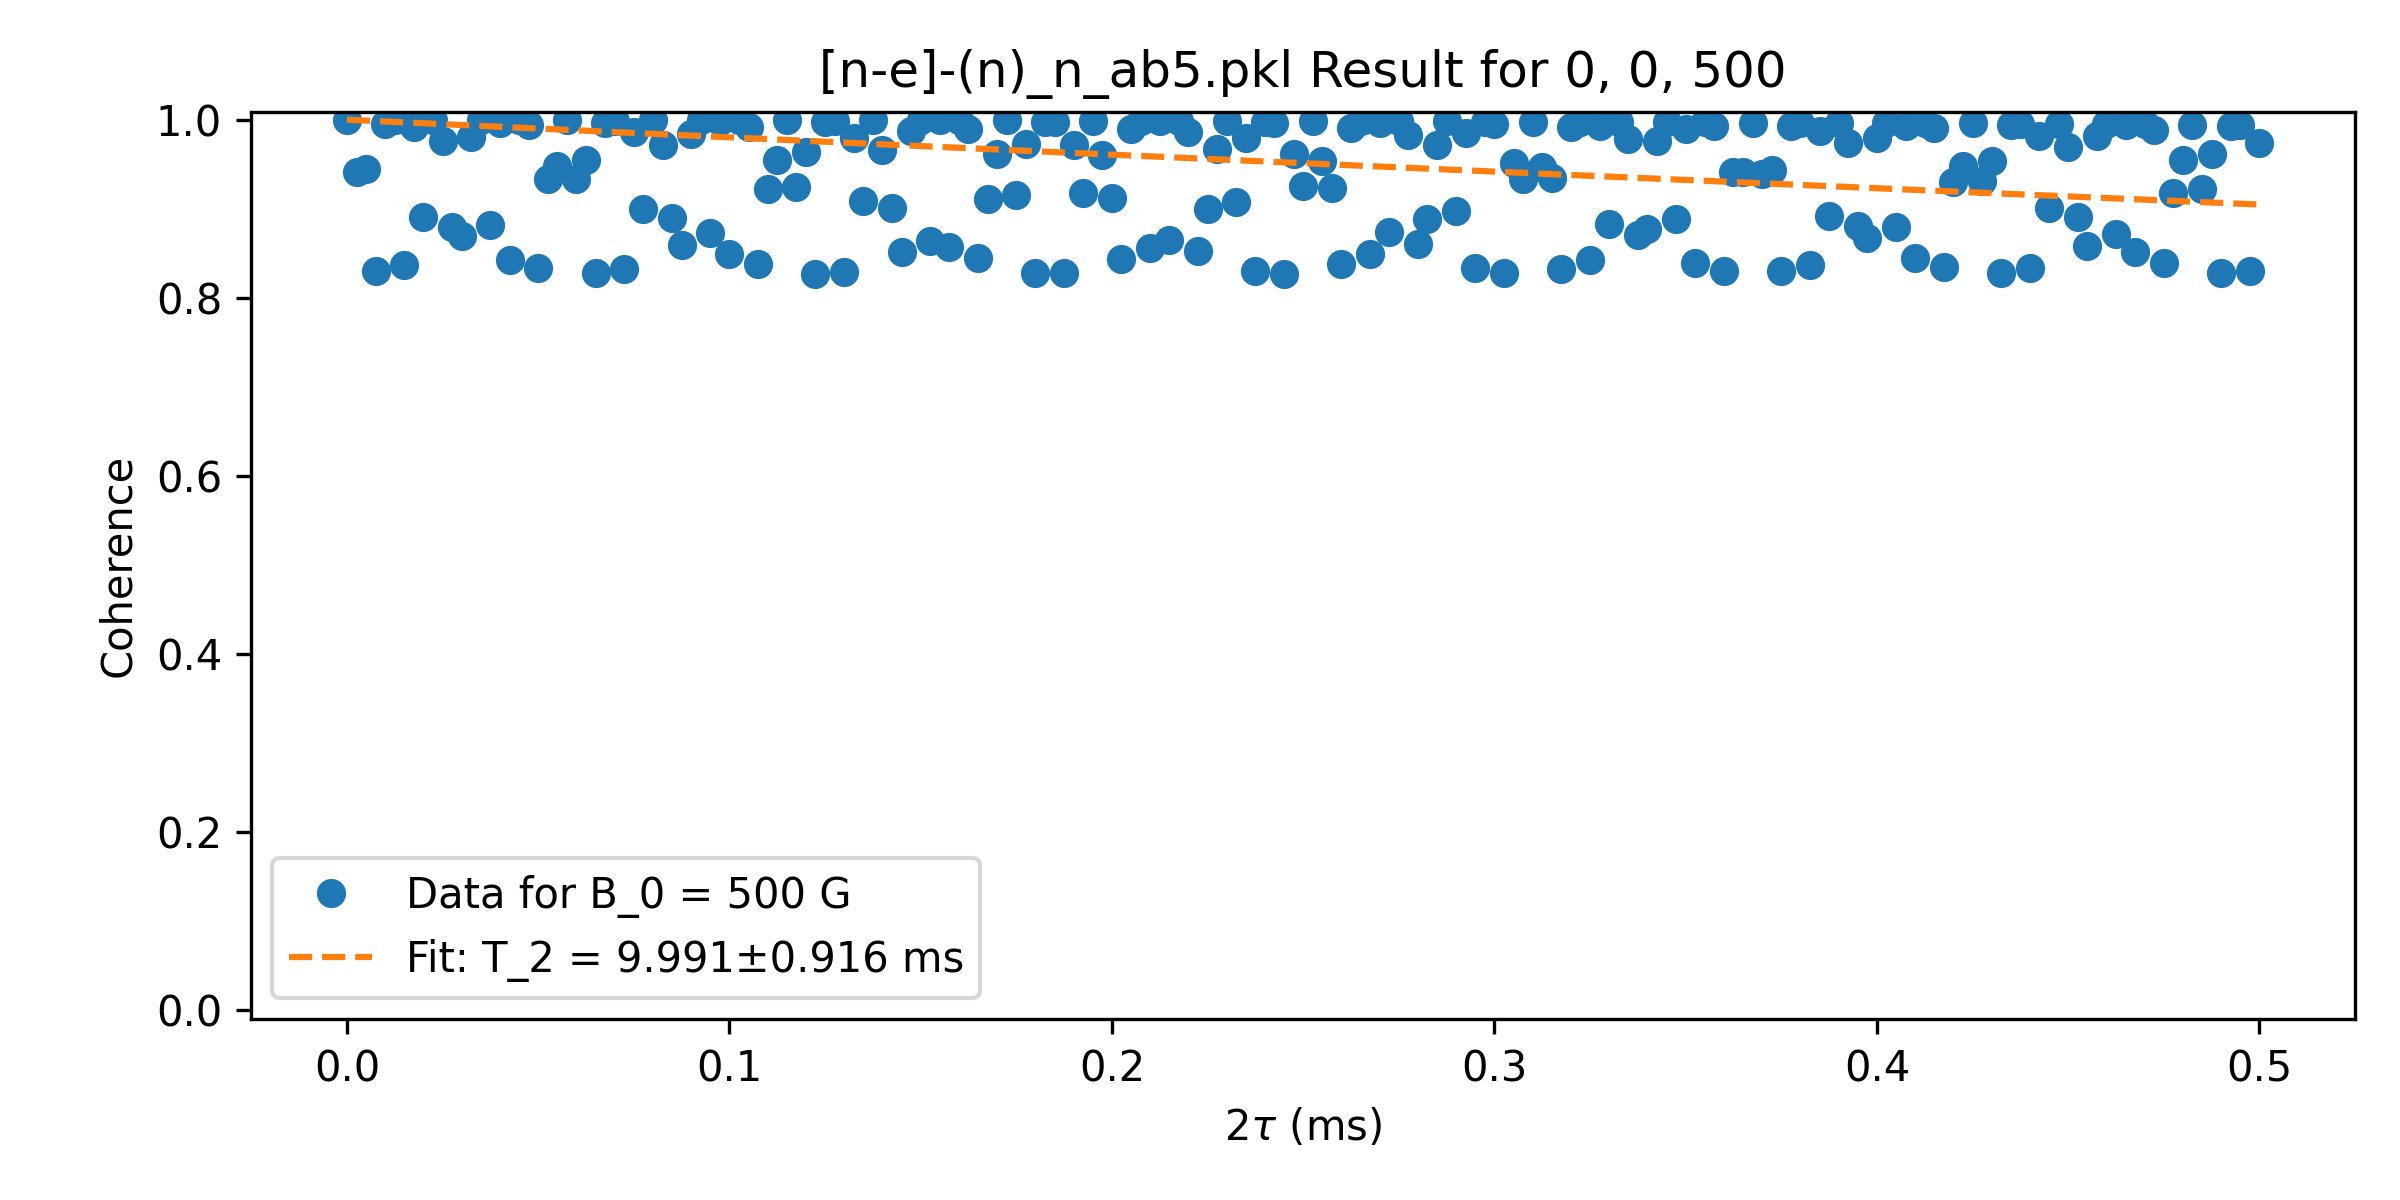 [n-e]-(n)_n_ab5.pkl Result for 0, 0, 500
1.0
0.8
0.6
0.4
0.2
0.0
Coherence
Data for B_0 = 500 G
Fit: T_2 = 9.991±0.916 ms
0.0 0.1 0.2 0.3 0.4 0.5
2τ (ms)